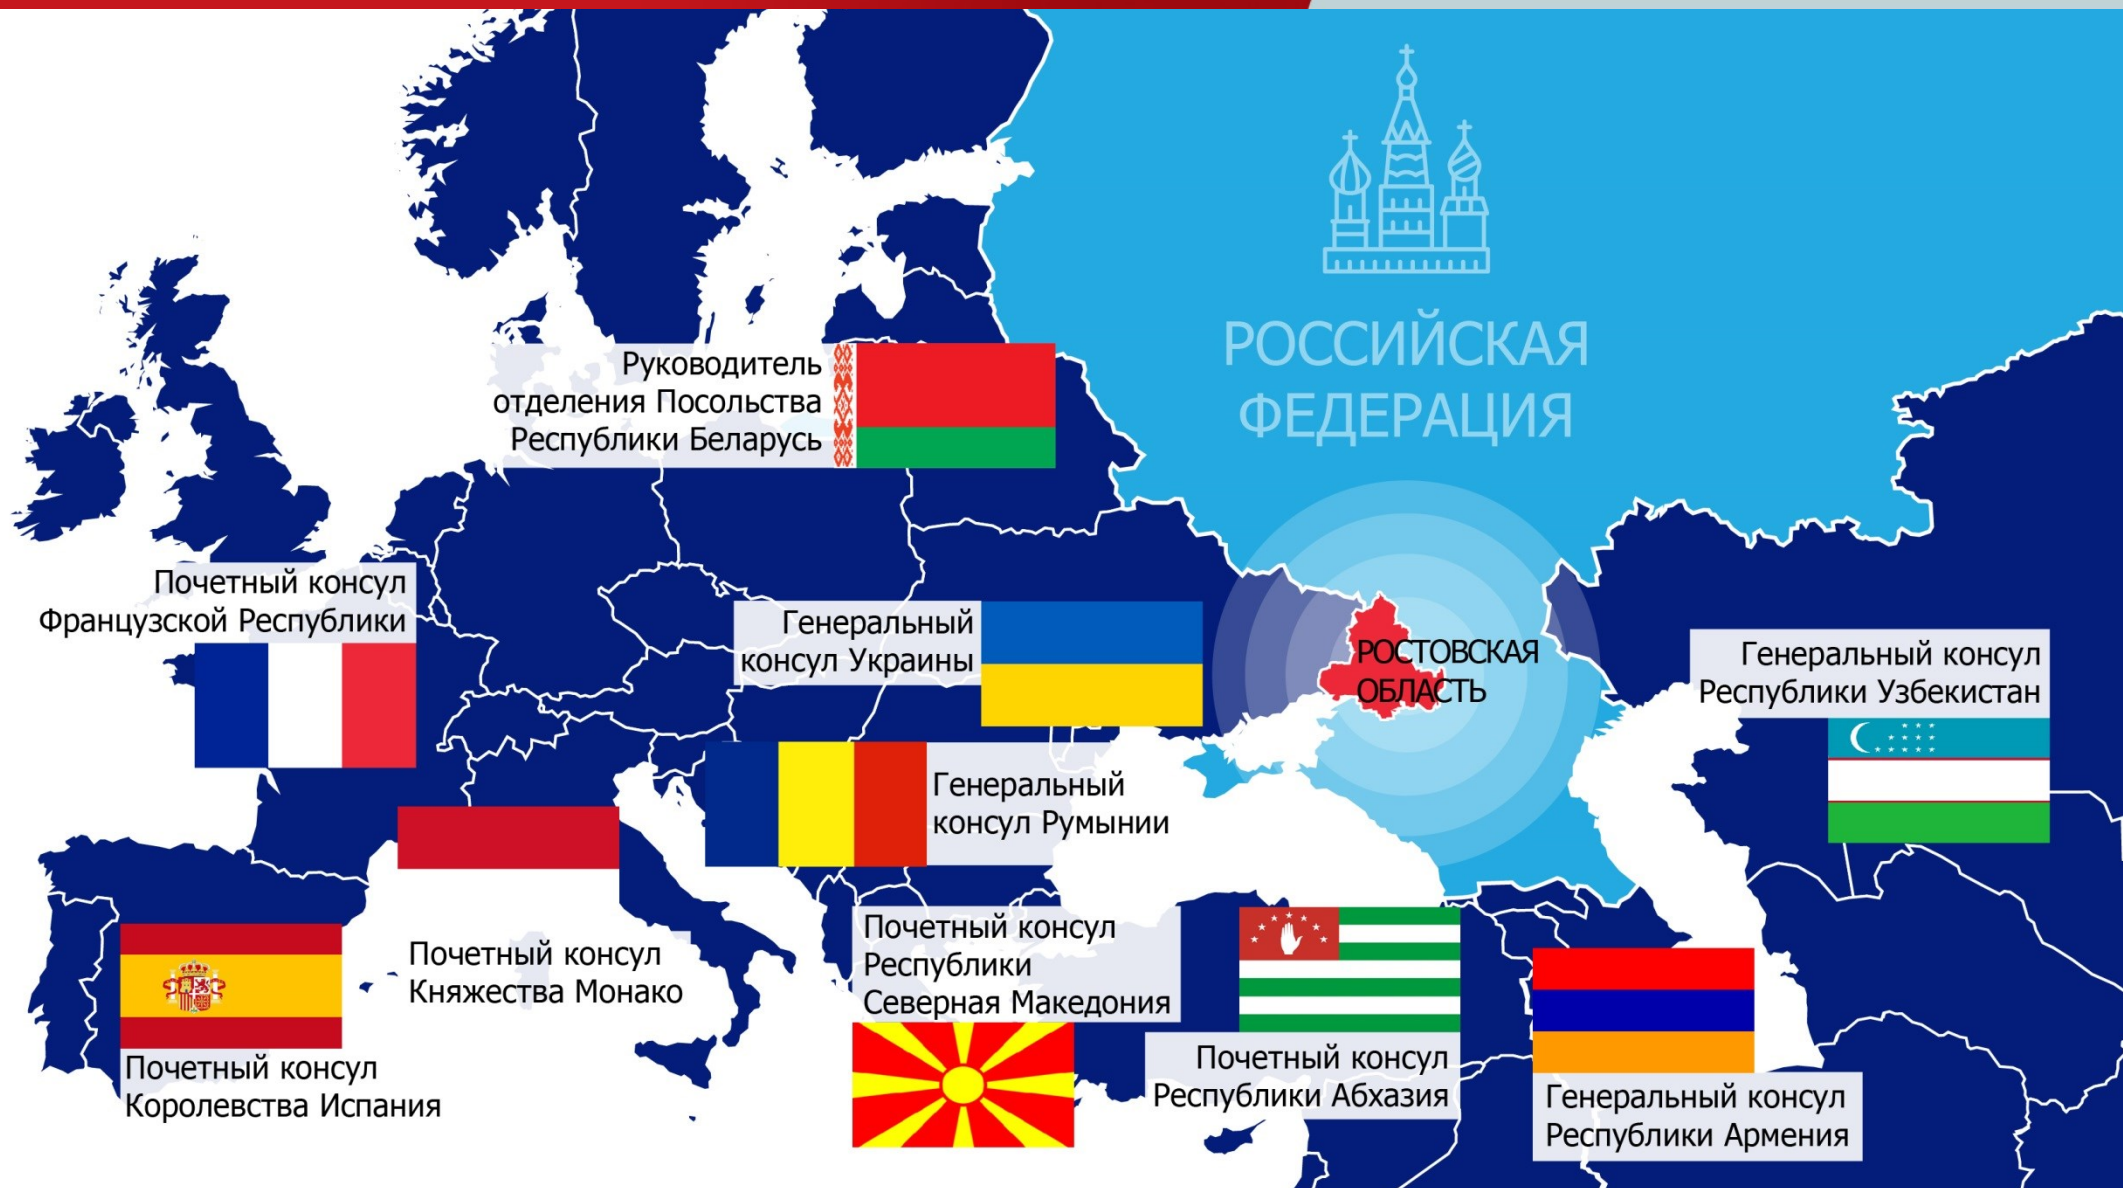 РОССИЙСКАЯ
ФЕДЕРАЦИЯ
Руководитель
отделения Посольства
Республики Беларусь
Почетный консул
Французской Республики
Генеральный
консул Украины
РОСТОВСКАЯ
ОБЛАСТЬ
Генеральный консул
Республики Узбекистан
Генеральный
консул Румынии
Почетный консул
Княжества Монако
Почетный консул
Республики
Северная Македония
Почетный консул
Королевства Испания
Почетный консул
Республики Абхазия
Генеральный консул
Республики Армения